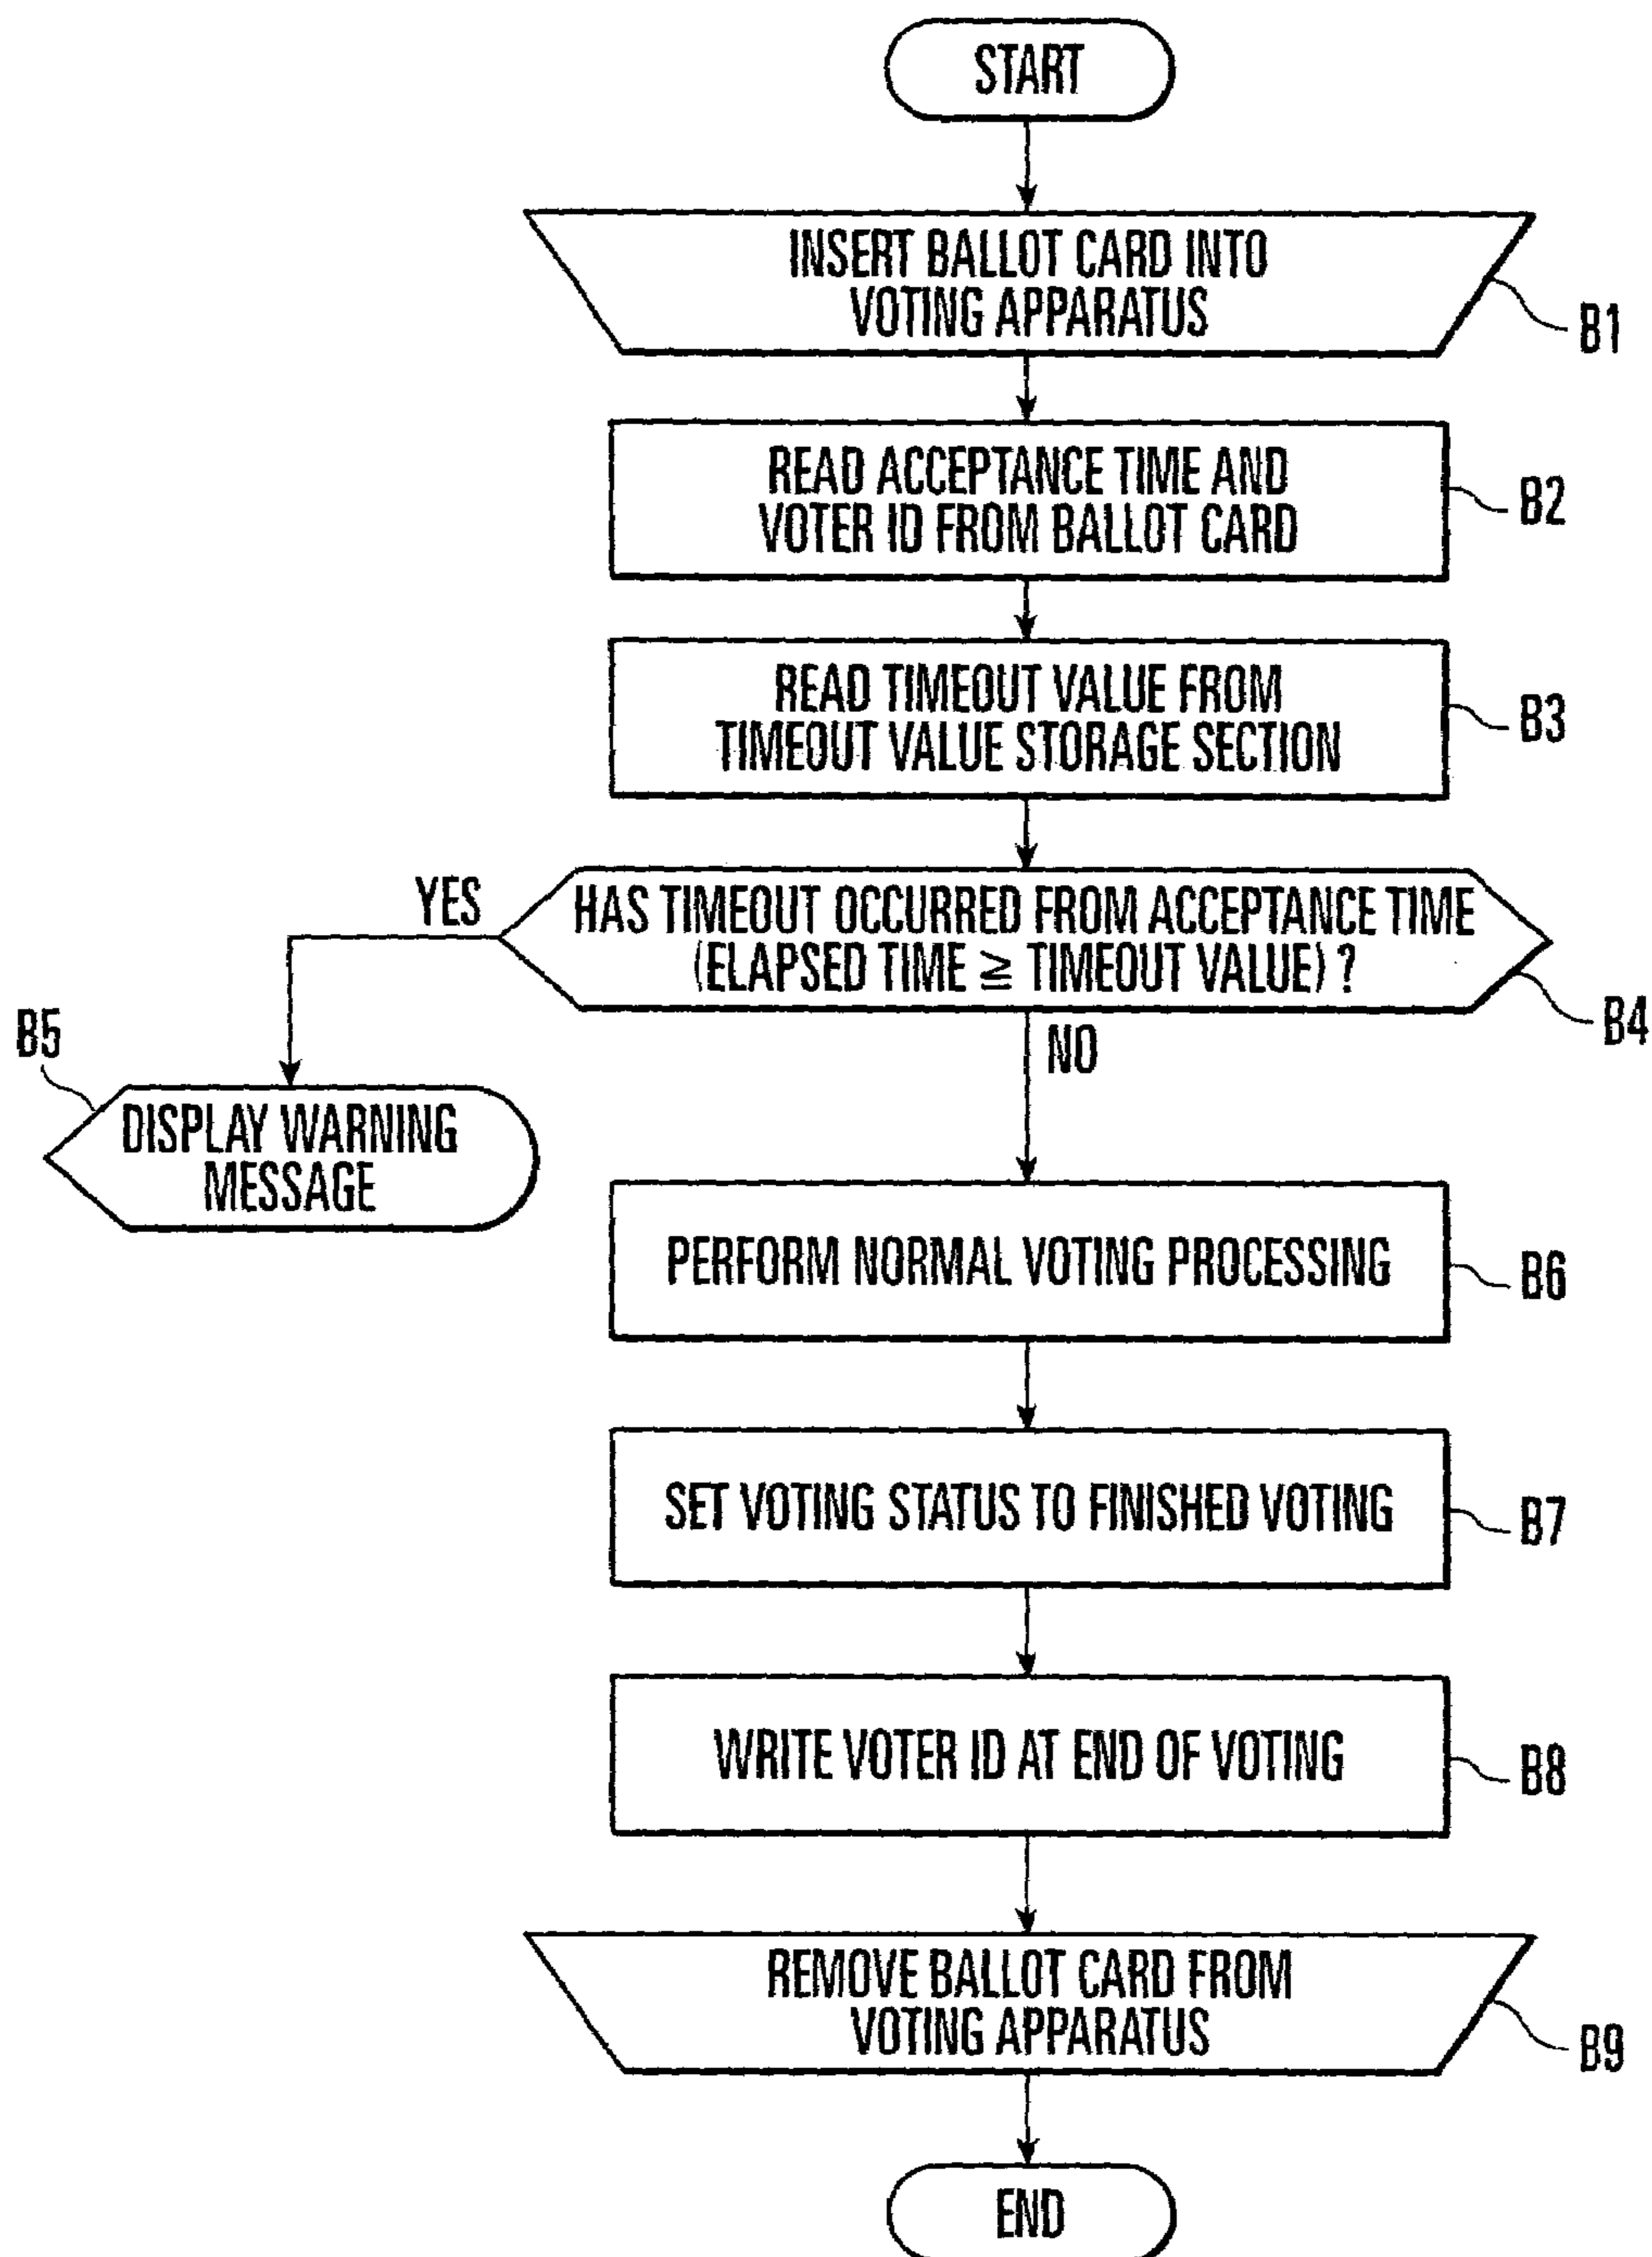 START
INSERT BALLOT CARD INTO
VOTING APPARATUS
B1
READ ACCEPTANCE TIME AND
VOTER ID FROM BALLOT CARD
B2
READ TIMEOUT VALUE FROM
TIMEOUT VALUE STORAGE SECTION
B3
YES
HAS TIMEOUT OCCURRED FROM ACCEPTANCE TIME
(ELAPSED TIME ≧ TIMEOUT VALUE) ?
B4
NO
B5
DISPLAY WARNING
MESSAGE
PERFORM NORMAL VOTING PROCESSING
B6
SET VOTING STATUS TO FINISHED VOTING
B7
WRITE VOTER ID AT END OF VOTING
B8
REMOVE BALLOT CARD FROM
VOTING APPARATUS
B9
END